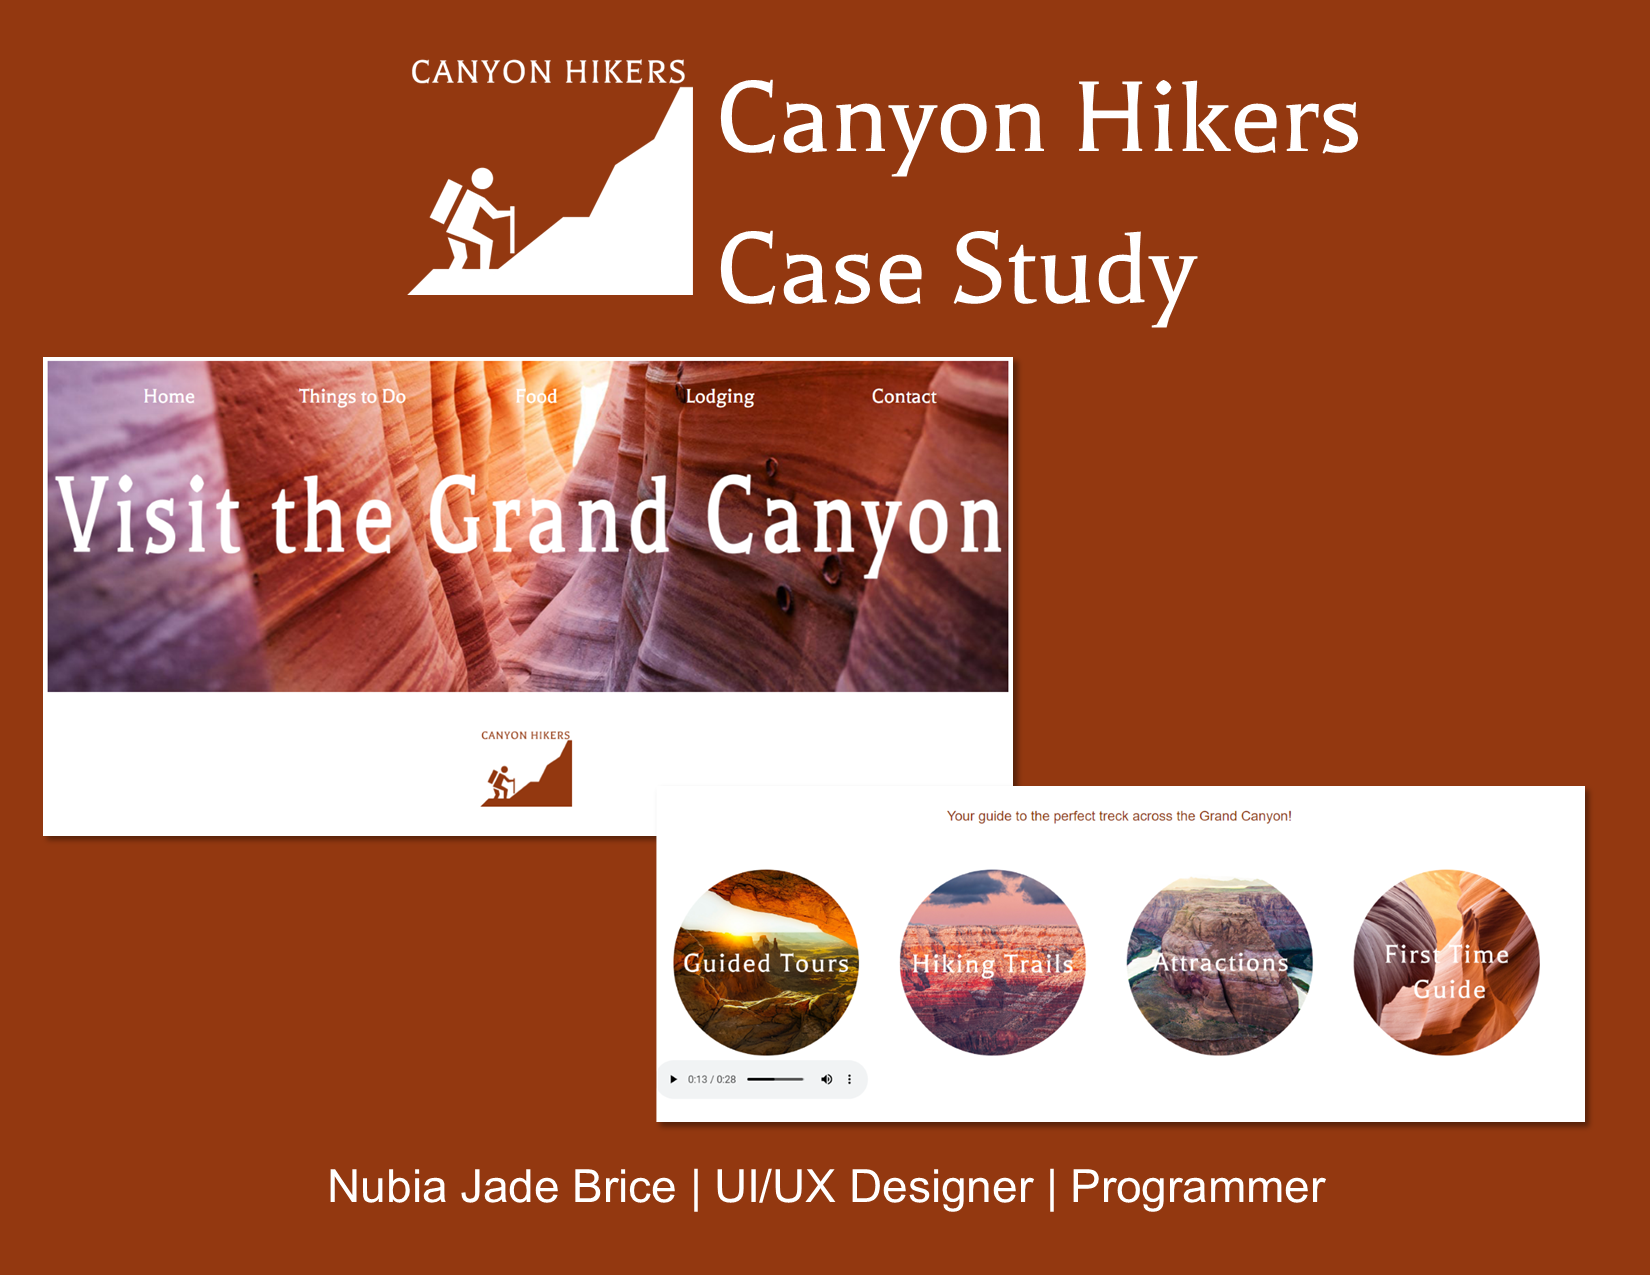 CANYON HIKERS
Canyon Hikers
Case Study
Home Things to Do Food Lodging Contact
Visit the Grand Canyon
CANYON HIKERS
Your guide to the perfect treck across the Grand Canyon!
Guided Tours Hiking Trails Attractions First Time
Guide
0:13 / 0:28
Nubia Jade Brice | UI/UX Designer | Programmer